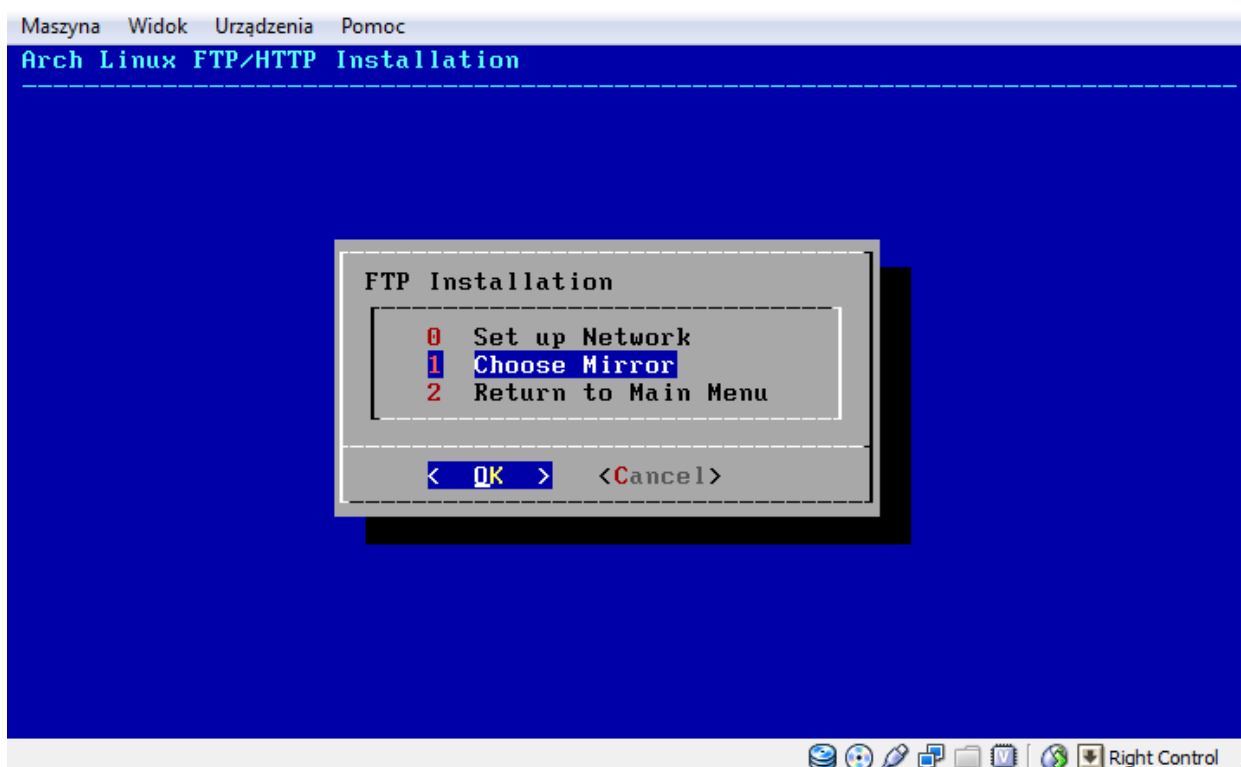 Maszyna Widok Urządzenia Pomoc
Arch Linux FTP/HTTP Installation
FTP Installation
0 Set up Network
1 Choose Mirror
2 Return to Main Menu
< OK > <Cancel>
Right Control